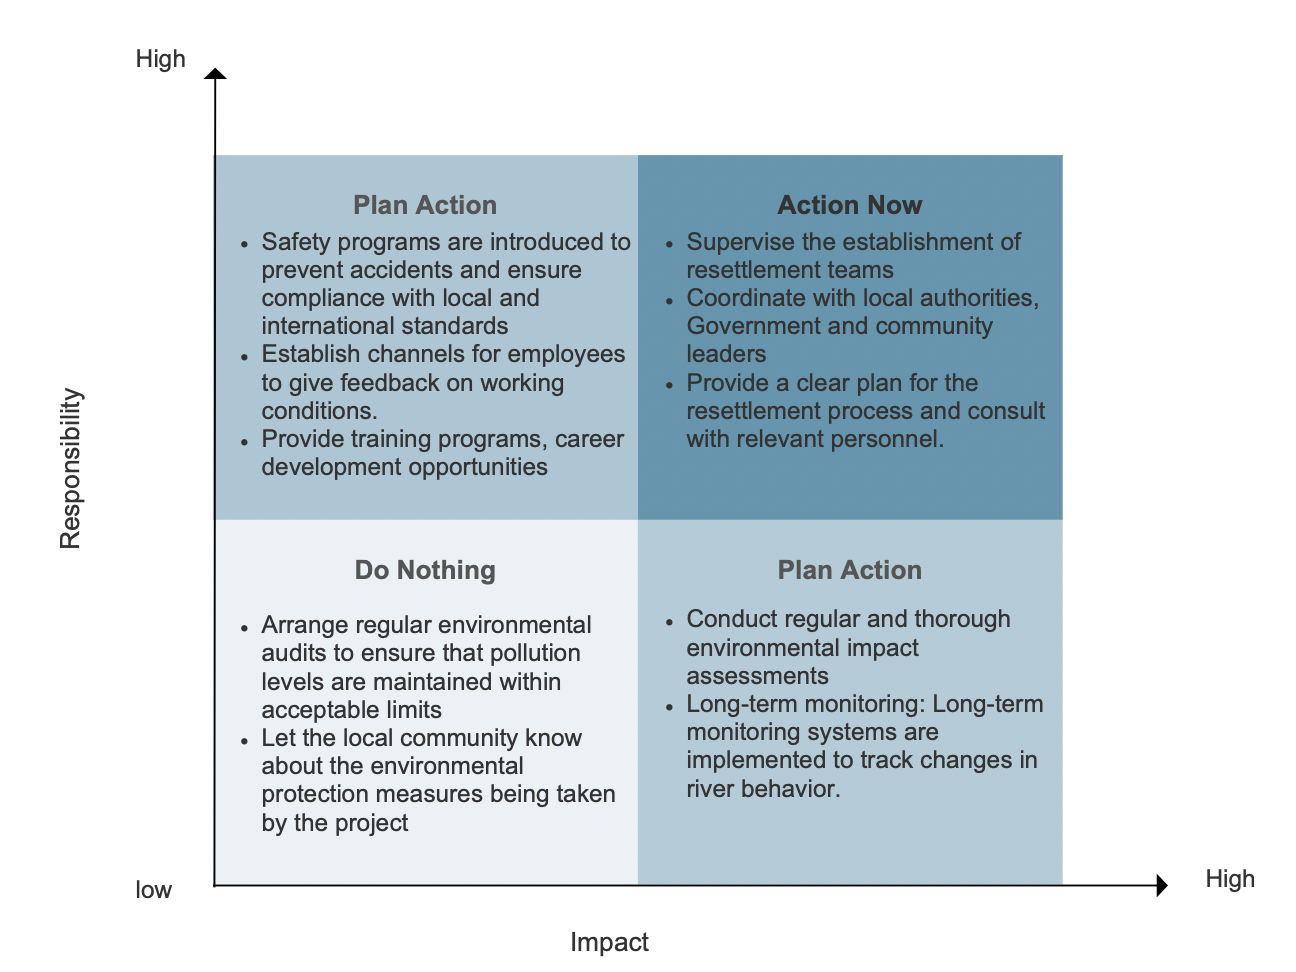 High
Plan Action
• Safety programs are introduced to
prevent accidents and ensure
compliance with local and
international standards
• Establish channels for employees
to give feedback on working
conditions.
• Provide training programs, career
development opportunities
Action Now
• Supervise the establishment of
resettlement teams
• Coordinate with local authorities,
Government and community
leaders
• Provide a clear plan for the
resettlement process and consult
with relevant personnel.
Responsibility
Do Nothing
• Arrange regular environmental
audits to ensure that pollution
levels are maintained within
acceptable limits
• Let the local community know
about the environmental
protection measures being taken
by the project
Plan Action
• Conduct regular and thorough
environmental impact
assessments
• Long-term monitoring: Long-term
monitoring systems are
implemented to track changes in
river behavior.
low
High
Impact